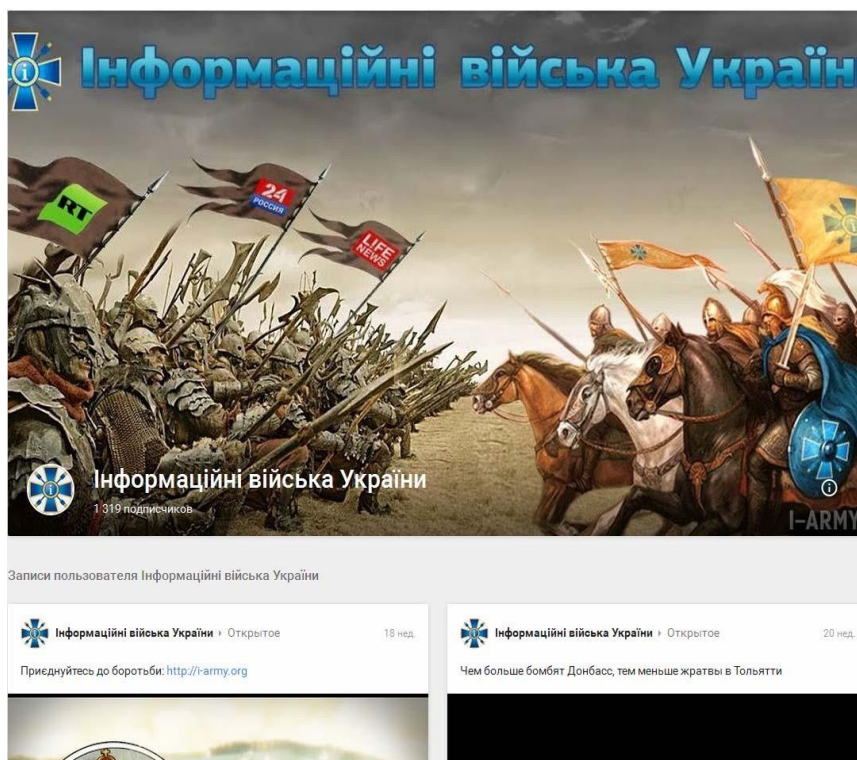 Інформаційні війська Україн
RT
24
РОССИЯ
LIFE
NEWS
Інформаційні війська України
1 319 подписчиков
I-ARMY
Записи пользователя Інформаційні війська України
Інформаційні війська України › Открытое
18 нед.
Приєднуйтесь до боротьби: http://i-army.org
Інформаційні війська України › Открытое
20 нед.
Чем больше бомбят Донбасс, тем меньше жратвы в Тольятти